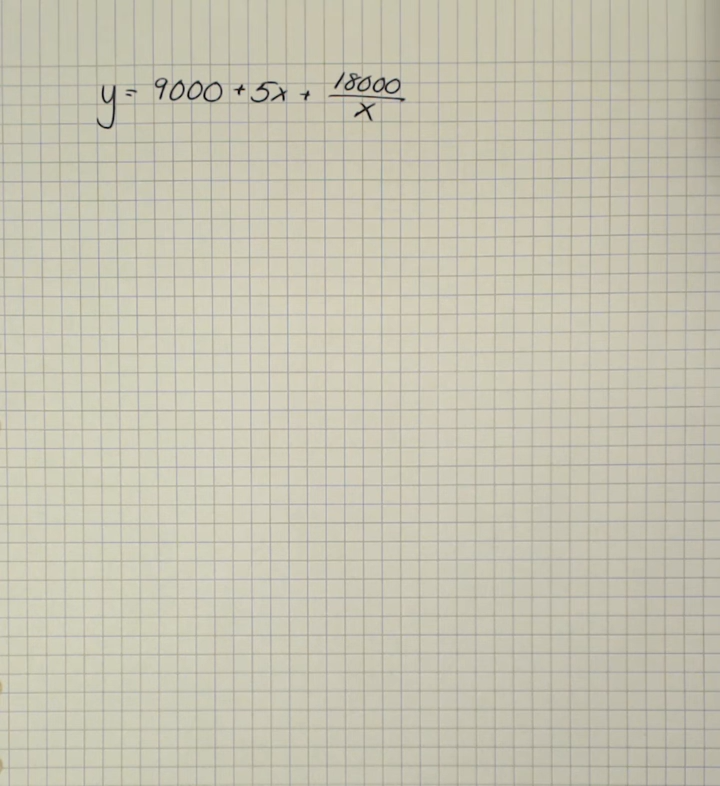 y = 9000 + 5x + 18000/x